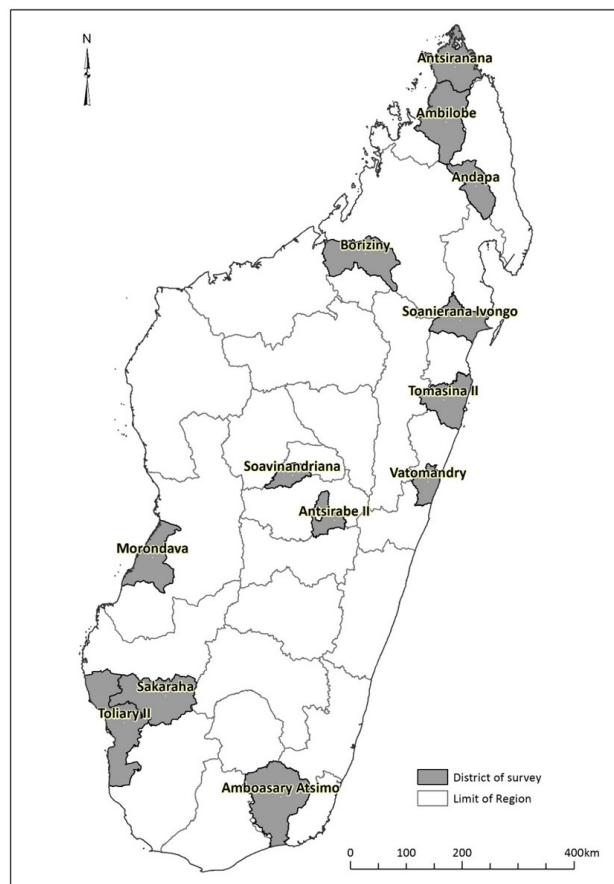 N
Antsiranana
Ambilobe
Andapa
Boriziny
Soanierana Ivongo
Tomasina II
Soavinandriana
Vatomandry
Antsirabe II
Morondava
Sakaraha
Toliary II
Amboasary Atsimo
District of survey
Limit of Region
0 100 200 400km